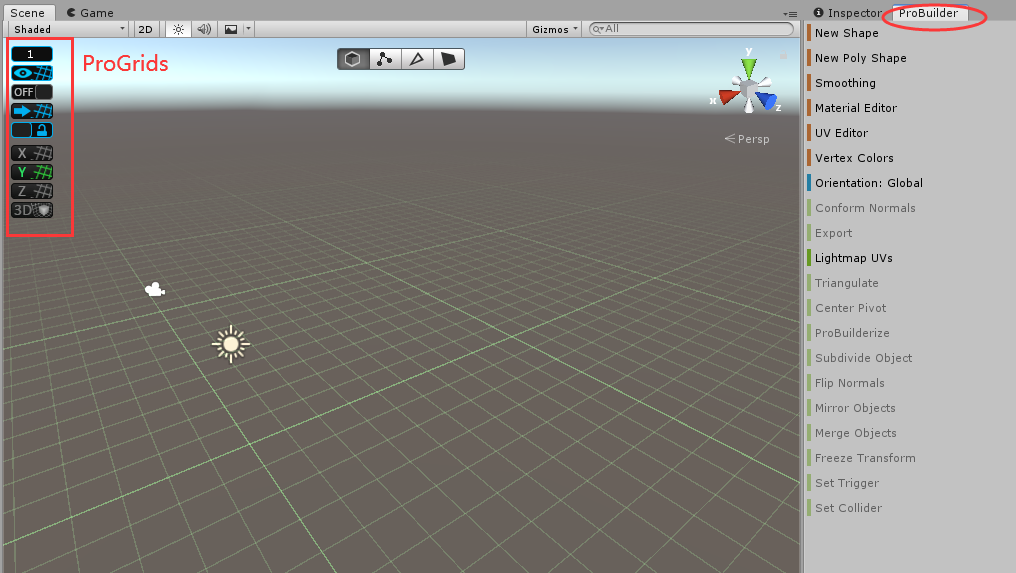 Scene Game
Shaded 2D Gizmos All
Inspector ProBuilder
1
OFF
X
Y
Z
3D
ProGrids
y
x
z
Persp
New Shape
New Poly Shape
Smoothing
Material Editor
UV Editor
Vertex Colors
Orientation: Global
Conform Normals
Export
Lightmap UVs
Triangulate
Center Pivot
ProBuilderize
Subdivide Object
Flip Normals
Mirror Objects
Merge Objects
Freeze Transform
Set Trigger
Set Collider